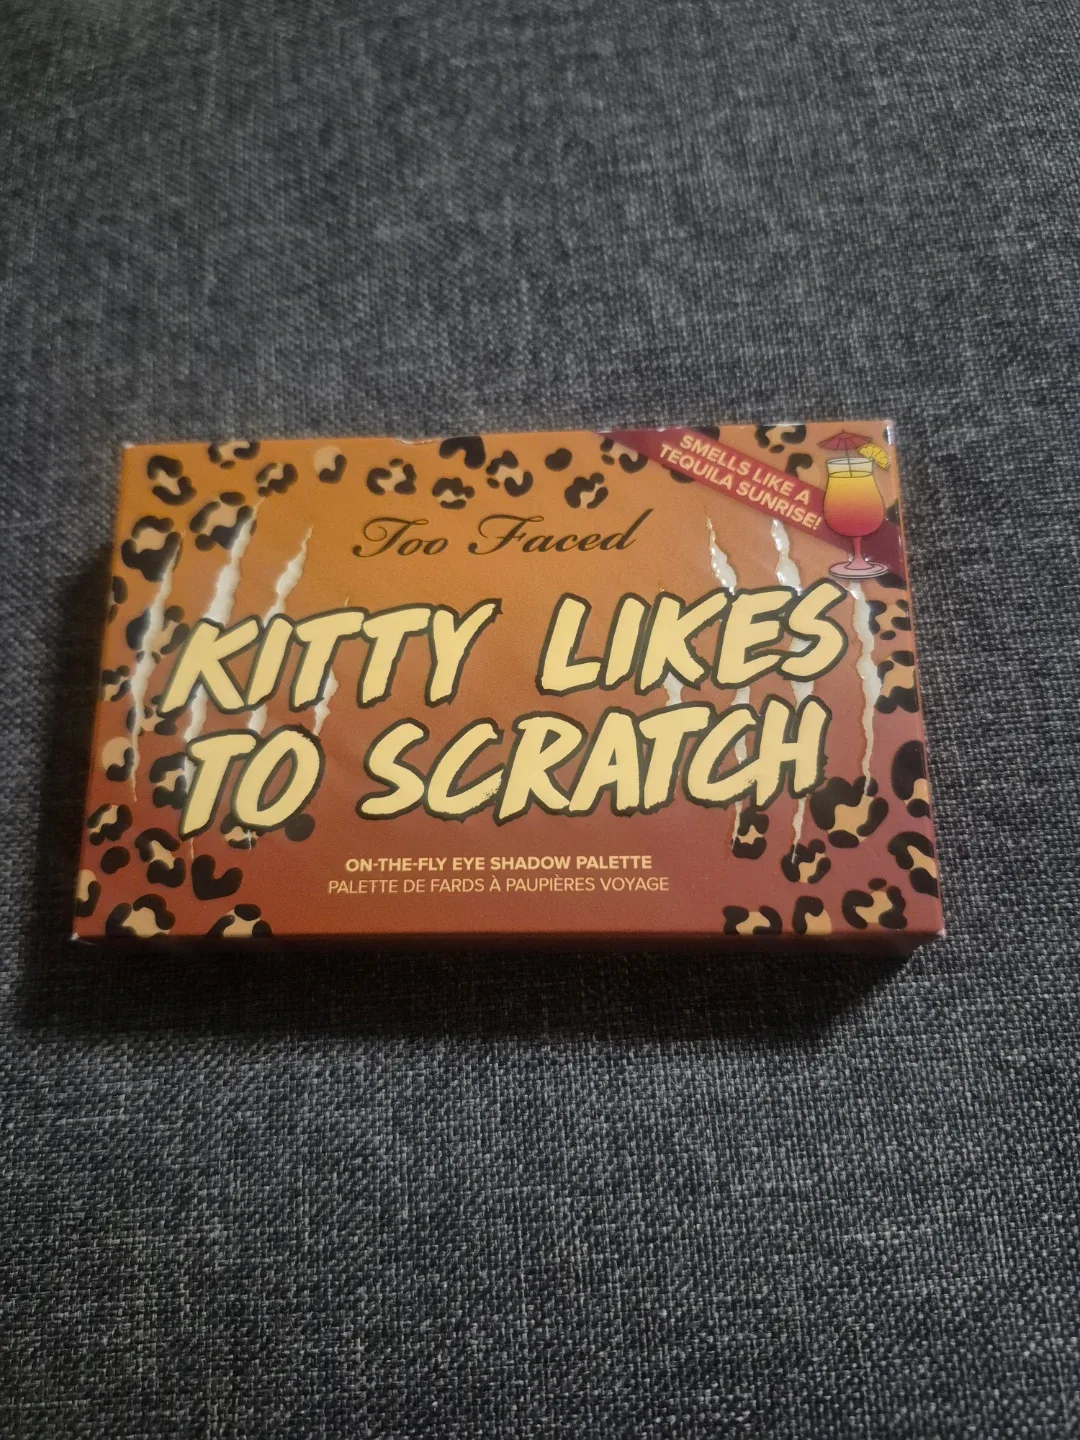 SMELLS LIKE A
TEQUILA SUNRISE!
Too Faced
KITTY LIKES
TO SCRATCH
ON-THE-FLY EYE SHADOW PALETTE
PALETTE DE FARDS À PAUPIÈRES VOYAGE